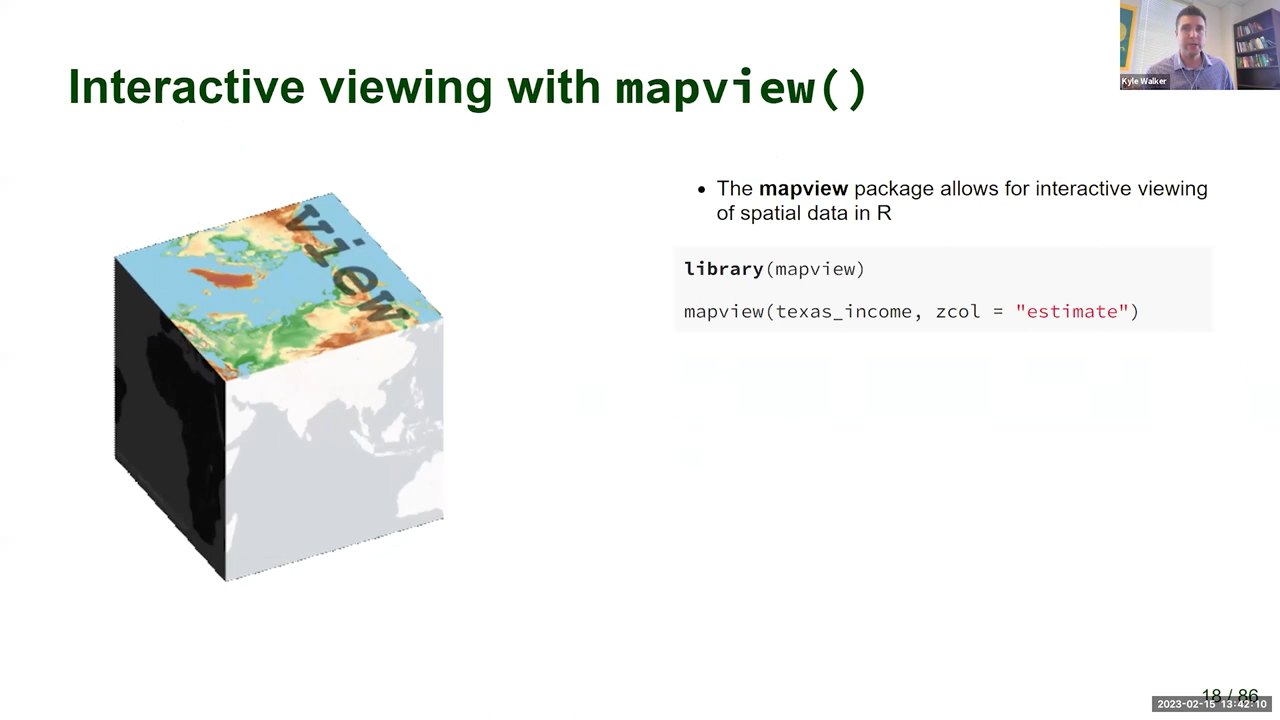 Kyle Walker
Interactive viewing with mapview()
view
• The mapview package allows for interactive viewing
of spatial data in R
library(mapview)
mapview(texas_income, zcol = "estimate")
18 / 86
2023-02-15 13:42:10